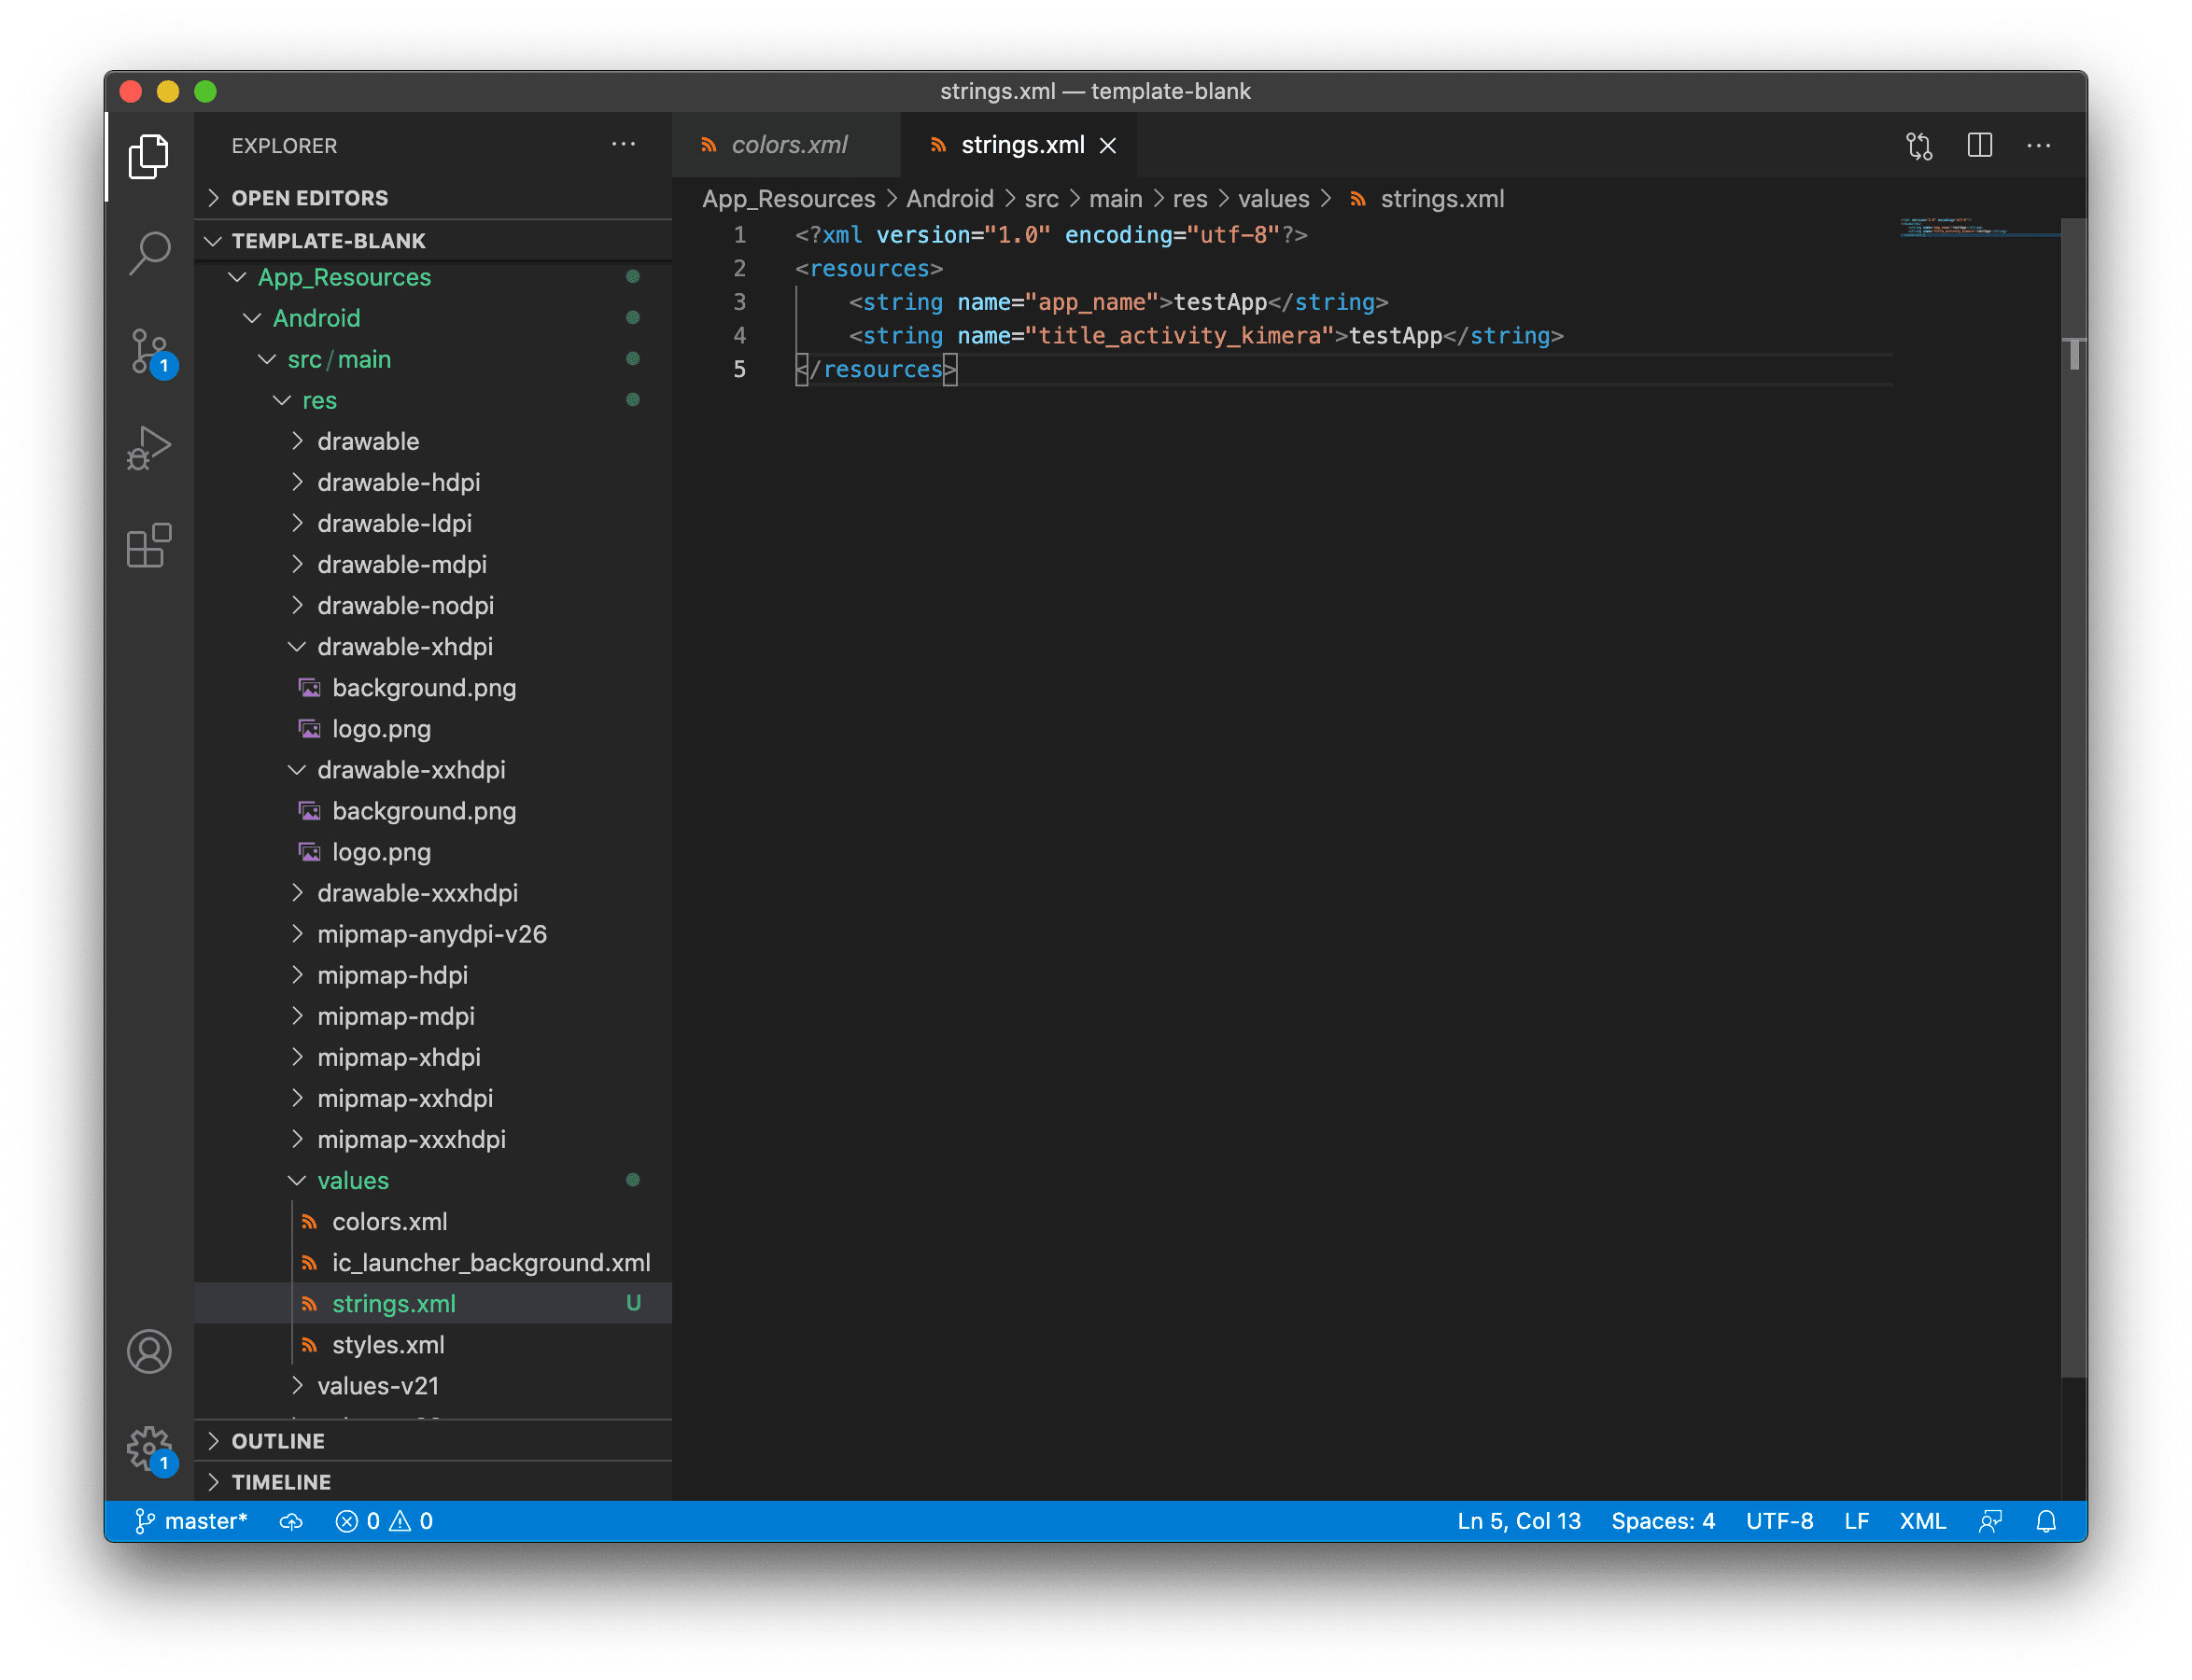 strings.xml — template-blank
EXPLORER
OPEN EDITORS
TEMPLATE-BLANK
App_Resources
Android
src/main
res
drawable
drawable-hdpi
drawable-ldpi
drawable-mdpi
drawable-nodpi
drawable-xhdpi
background.png
logo.png
drawable-xxhdpi
background.png
logo.png
drawable-xxxhdpi
mipmap-anydpi-v26
mipmap-hdpi
mipmap-mdpi
mipmap-xhdpi
mipmap-xxhdpi
mipmap-xxxhdpi
values
colors.xml
ic_launcher_background.xml
strings.xml U
styles.xml
values-v21
OUTLINE
TIMELINE
1
1
colors.xml
strings.xml
App_Resources > Android > src > main > res > values > strings.xml
1 <?xml version="1.0" encoding="utf-8"?>
2 <resources>
3     <string name="app_name">testApp</string>
4     <string name="title_activity_kimera">testApp</string>
5 </resources>
master* 0 0 Ln 5, Col 13 Spaces: 4 UTF-8 LF XML